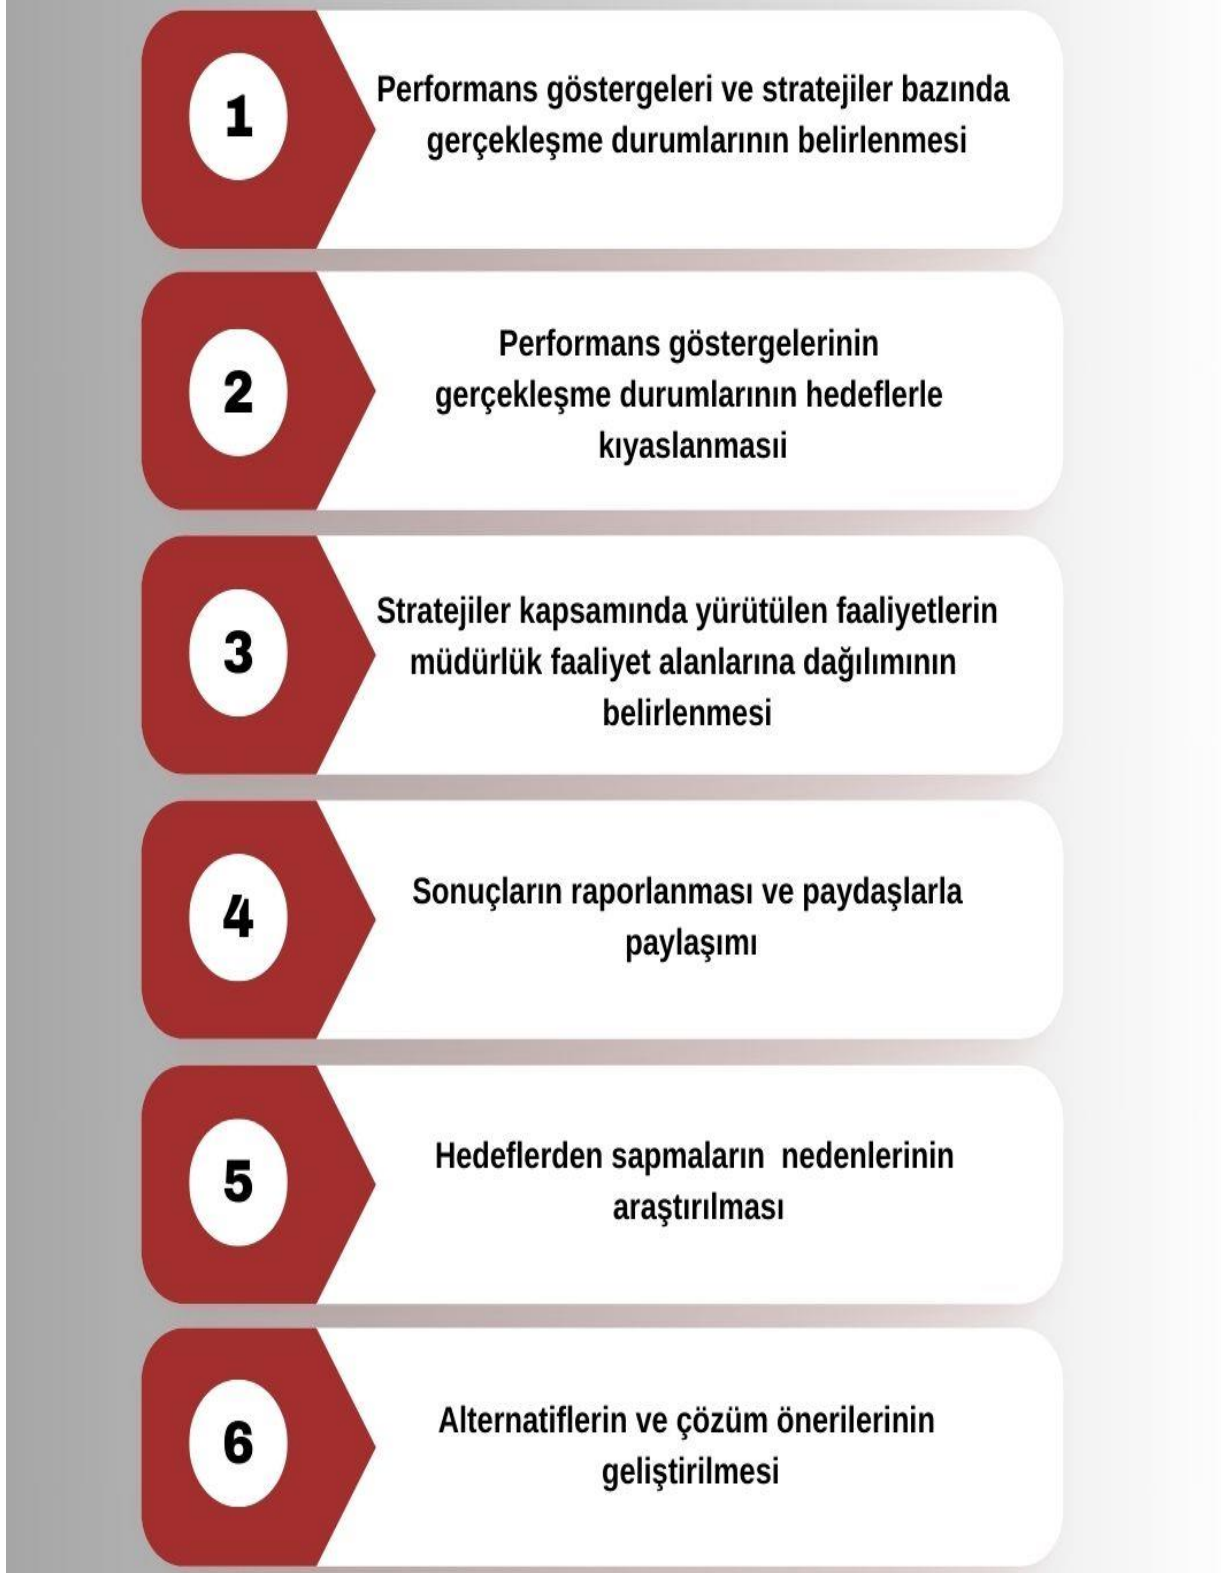 1
Performans göstergeleri ve stratejiler bazında
gerçekleşme durumlarının belirlenmesi
2
Performans göstergelerinin
gerçekleşme durumlarının hedeflerle
kıyaslanmasıi
3
Stratejiler kapsamında yürütülen faaliyetlerin
müdürlük faaliyet alanlarına dağılımının
belirlenmesi
4
Sonuçların raporlanması ve paydaşlarla
paylaşımı
5
Hedeflerden sapmaların  nedenlerinin
araştırılması
6
Alternatiflerin ve çözüm önerilerinin
geliştirilmesi